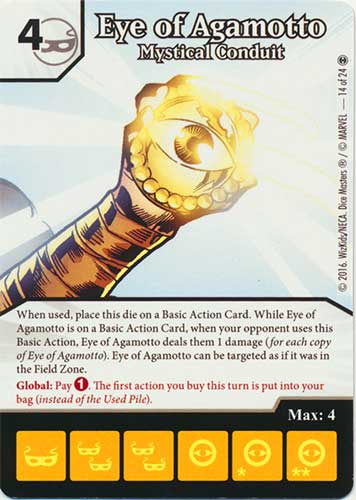 4
Eye of Agamotto
Mystical Conduit
© 2016. WizKids/NECA. Dice Masters ® / © MARVEL — 14 of 24
When used, place this die on a Basic Action Card. While Eye of
Agamotto is on a Basic Action Card, when your opponent uses this
Basic Action, Eye of Agamotto deals them 1 damage (for each copy
of Eye of Agamotto). Eye of Agamotto can be targeted as if it was in
the Field Zone.
Global: Pay 1. The first action you buy this turn is put into your
bag (instead of the Used Pile).
Max: 4
* **